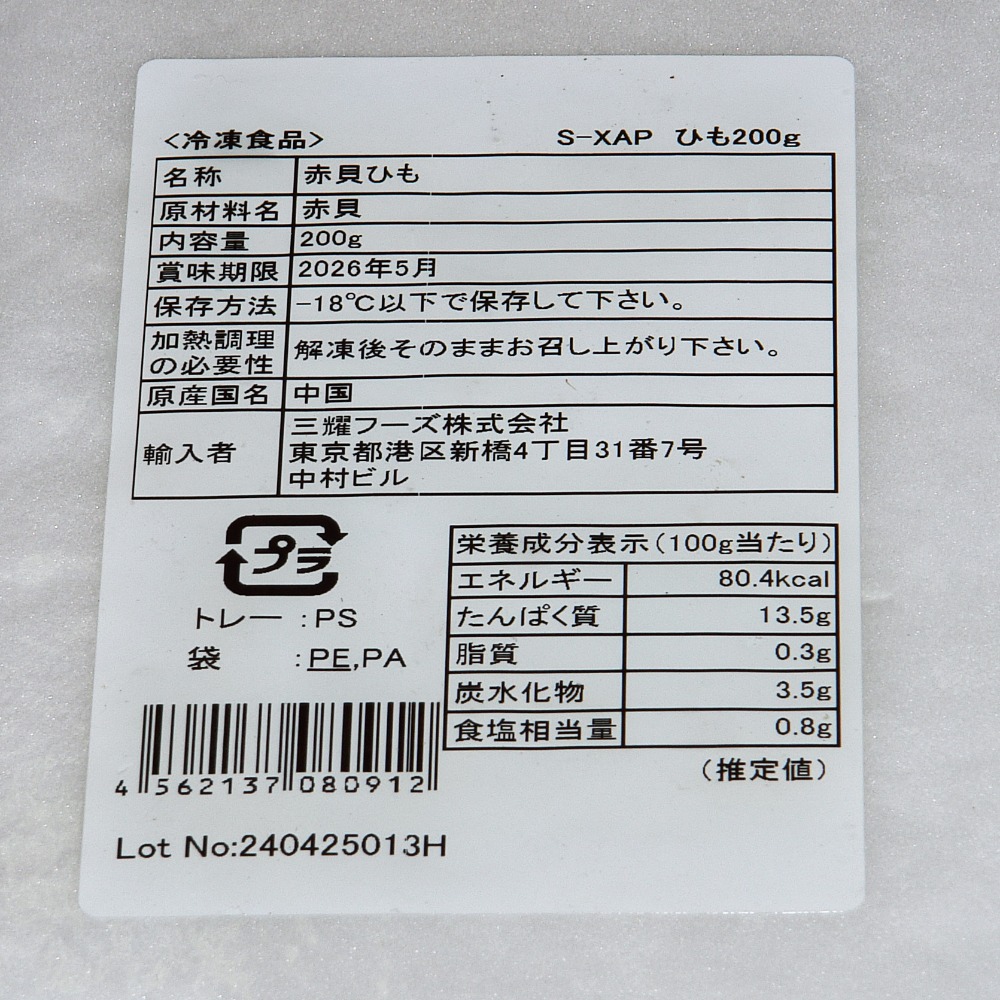 <冷凍食品> S-XAP ひも200g
名称 赤貝ひも
原材料名 赤貝
内容量 200g
賞味期限 2026年5月
保存方法 -18℃以下で保存して下さい。
加熱調理
の必要性 解凍後そのままお召し上がり下さい。
原産国名 中国
輸入者 三耀フーズ株式会社
東京都港区新橋4丁目31番7号
中村ビル
プラ
トレー :PS
袋 :PE,PA
栄養成分表示(100g当たり)
エネルギー 80.4kcal
たんぱく質 13.5g
脂質 0.3g
炭水化物 3.5g
食塩相当量 0.8g
(推定値)
4 562137 080912
Lot No:240425013H